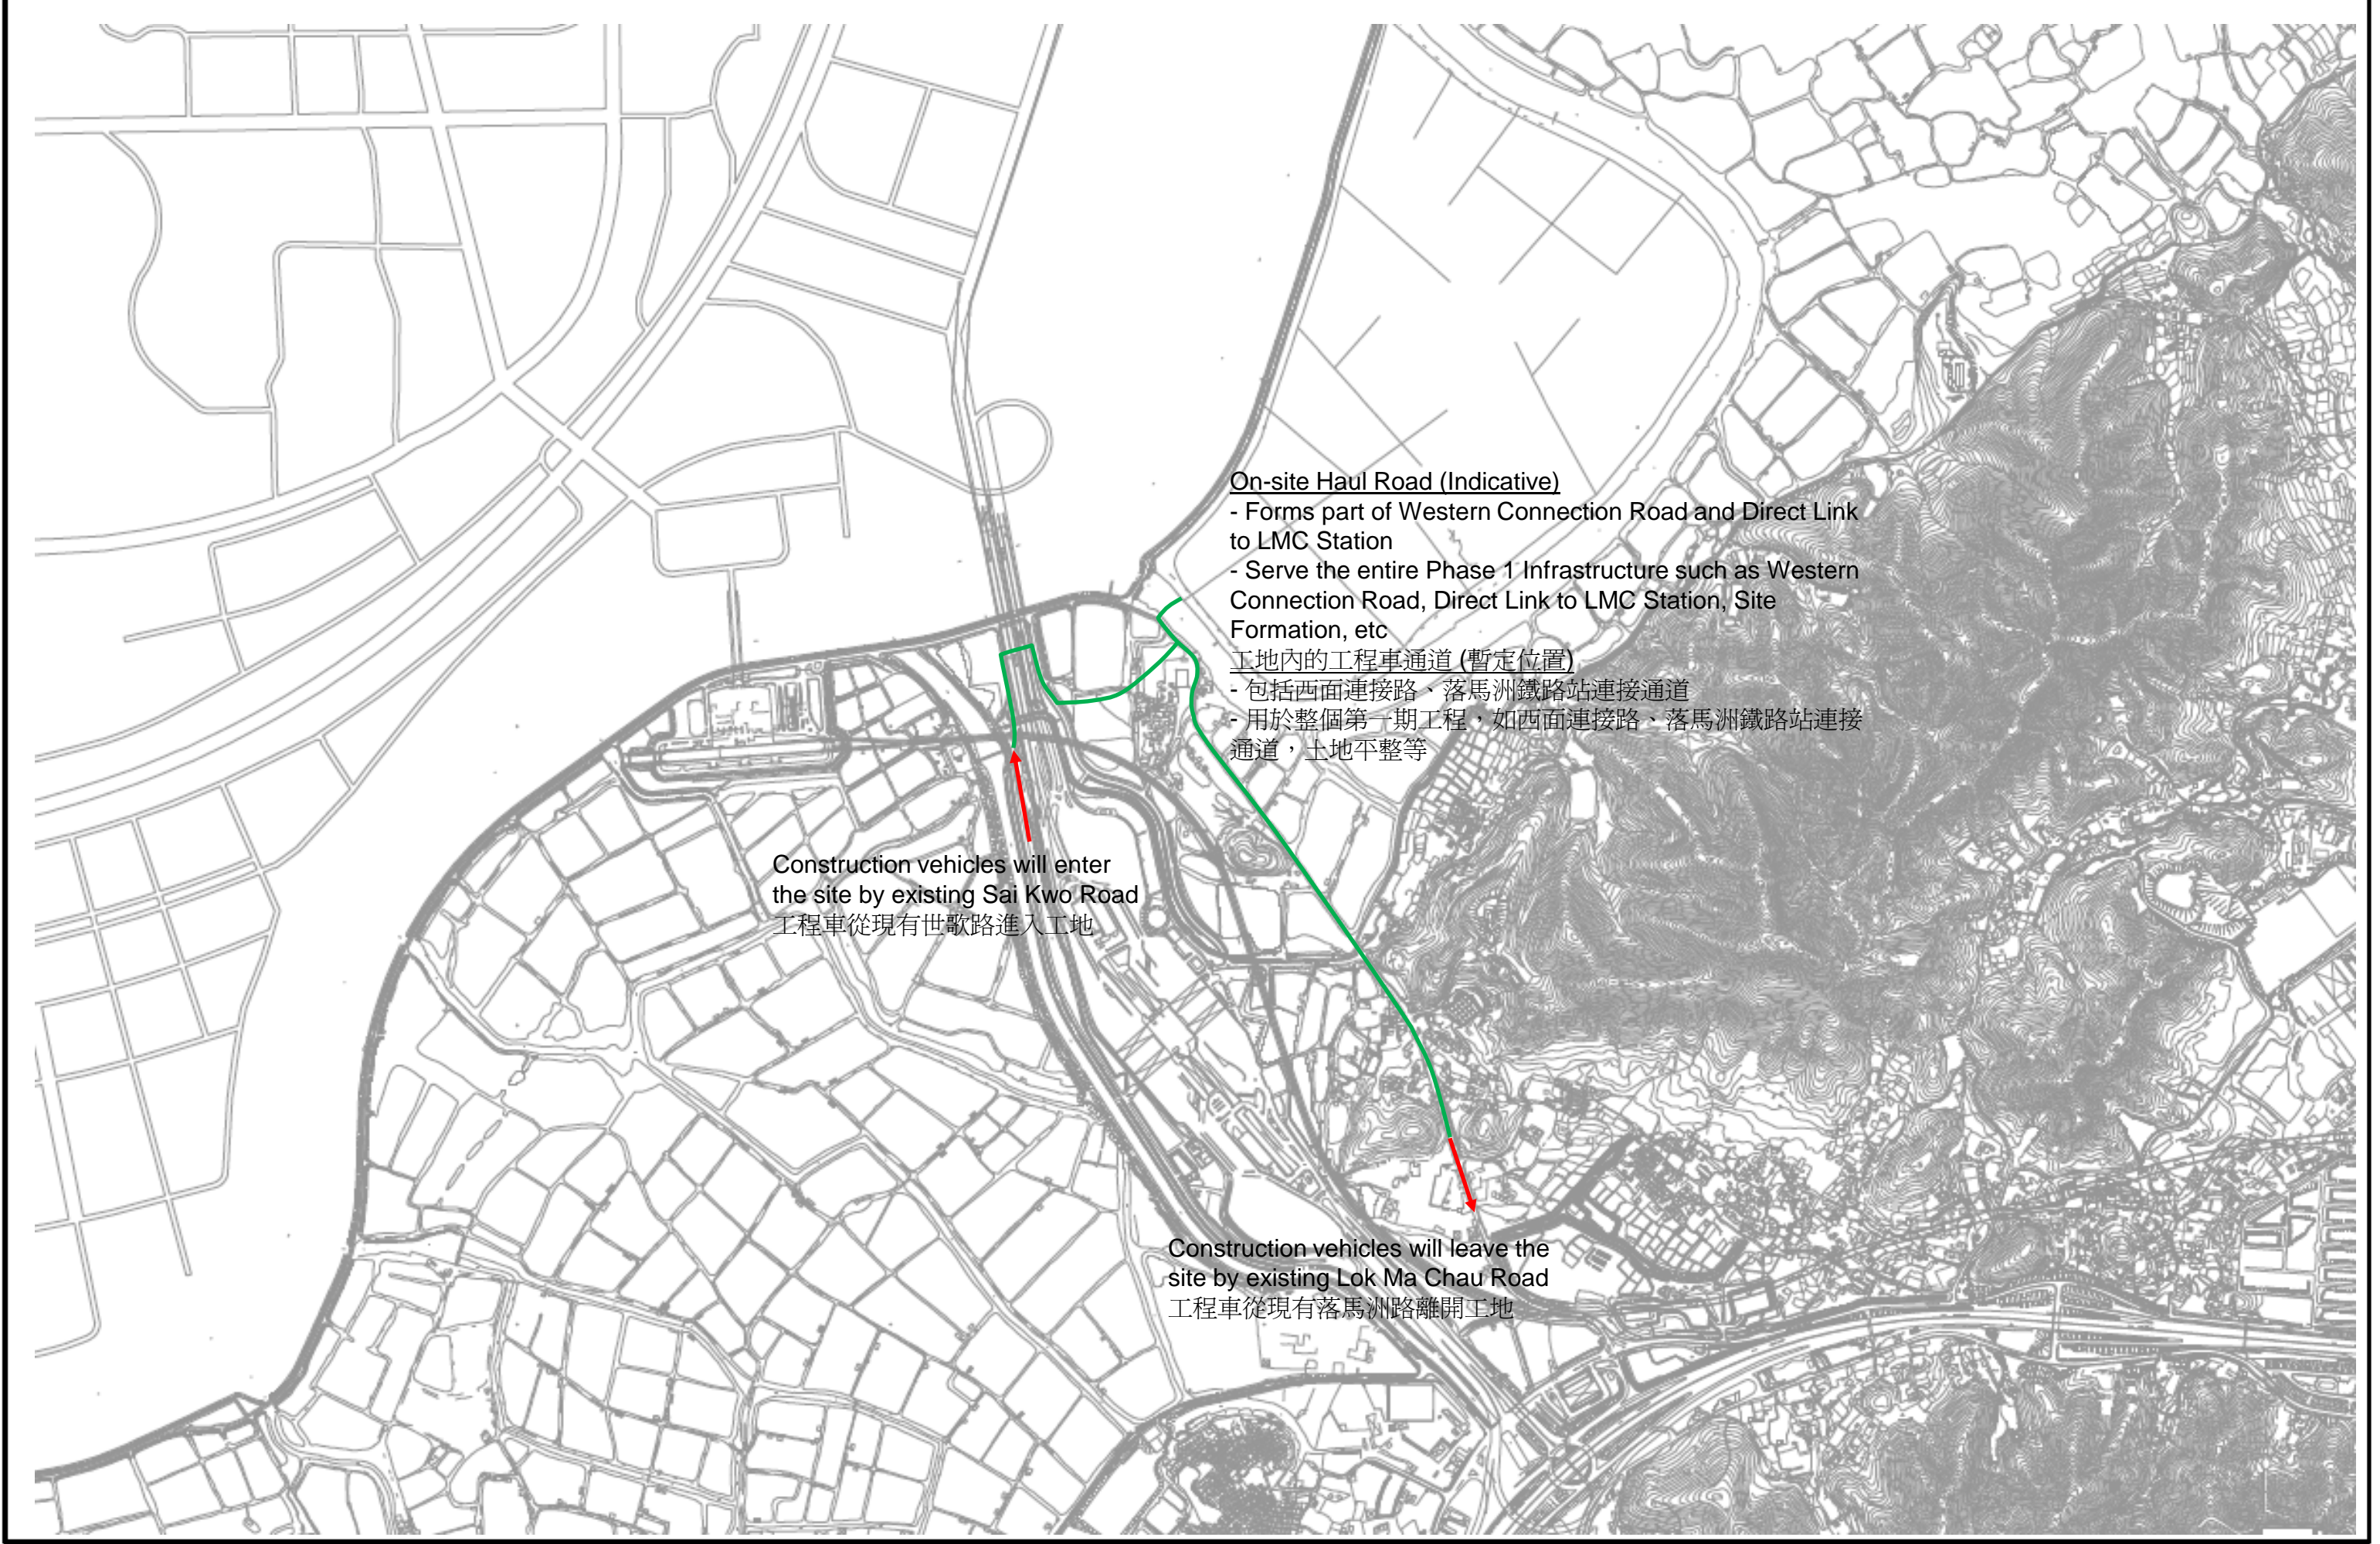 On-site Haul Road (Indicative)
- Forms part of Western Connection Road and Direct Link
to LMC Station
- Serve the entire Phase 1 Infrastructure such as Western
Connection Road, Direct Link to LMC Station, Site
Formation, etc
工地內的工程車通道 (暫定位置)
- 包括西面連接路、落馬洲鐵路站連接通道
- 用於整個第一期工程，如西面連接路、落馬洲鐵路站連接
通道，土地平整等
Construction vehicles will enter
the site by existing Sai Kwo Road
工程車從現有世歌路進入工地
Construction vehicles will leave the
site by existing Lok Ma Chau Road
工程車從現有落馬洲路離開工地